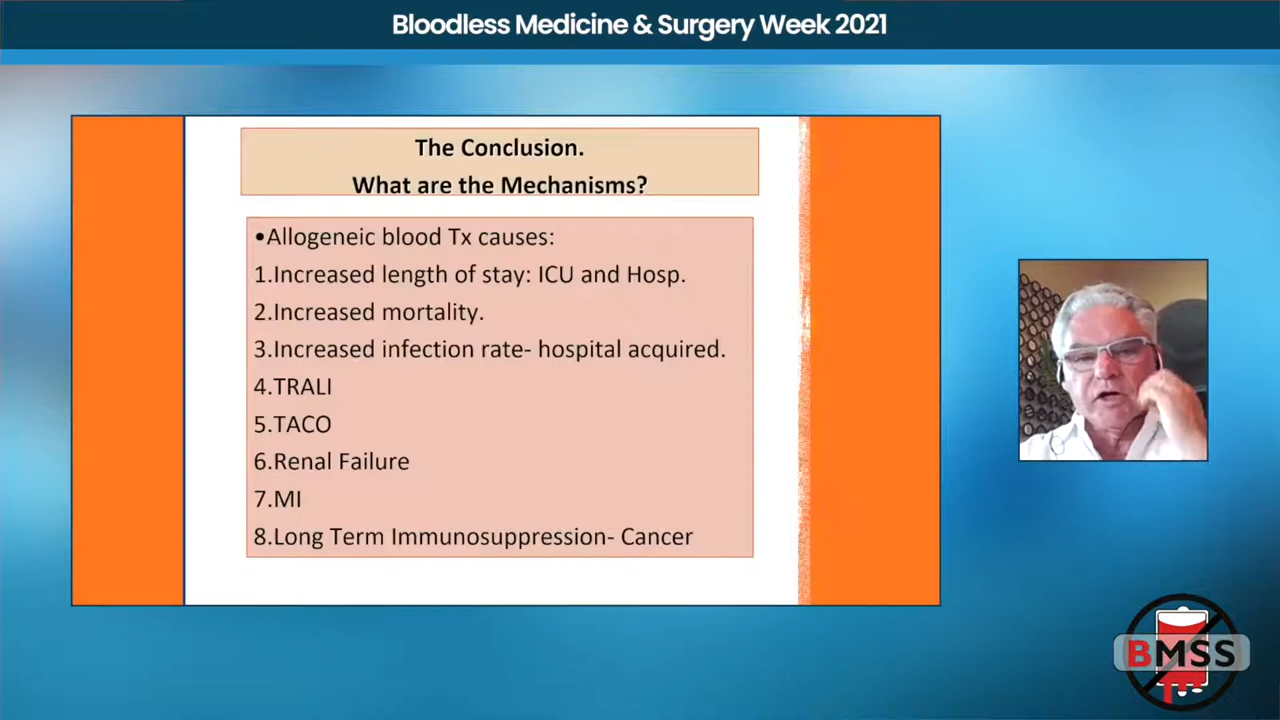 Bloodless Medicine & Surgery Week 2021
The Conclusion.
What are the Mechanisms?
•Allogeneic blood Tx causes:
1.Increased length of stay: ICU and Hosp.
2.Increased mortality.
3.Increased infection rate- hospital acquired.
4.TRALI
5.TACO
6.Renal Failure
7.MI
8.Long Term Immunosuppression- Cancer
BMSS